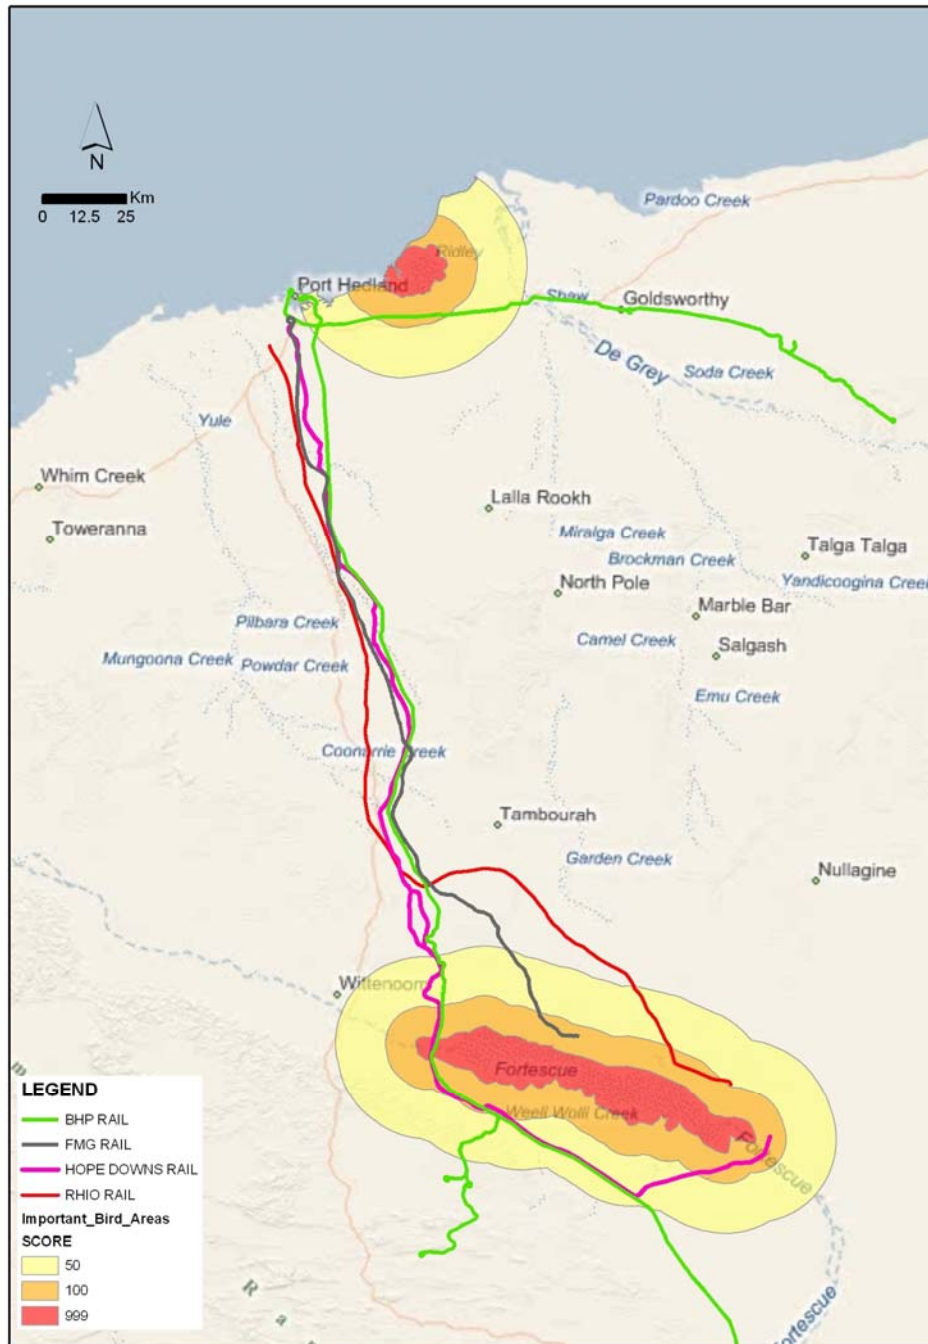 N
Km
0 12.5 25
Pardoo Creek
Ridley
Port Hedland
Shaw
Goldsworthy
De Grey
Soda Creek
Yule
Whim Creek
Lalla Rookh
Toweranna
Miralga Creek
Talga Talga
Brockman Creek
North Pole
Yandicoogina Creek
Marble Bar
Pilbara Creek
Camel Creek
Salgash
Mungoona Creek
Powdar Creek
Emu Creek
Coonarrie Creek
Tambourah
Garden Creek
Nullagine
Wittenoom
Fortescue
Weell Wolli Creek
Fortescue
Fortescue
m
R a
LEGEND
BHP RAIL
FMG RAIL
HOPE DOWNS RAIL
RHIO RAIL
Important_Bird_Areas
SCORE
50
100
999